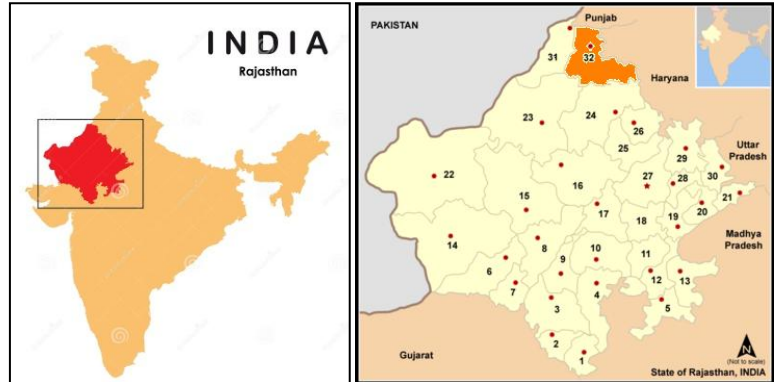 INDIA
Rajasthan
PAKISTAN
Punjab
32
31
Haryana
23
24
26
25
Uttar
Pradesh
29
22
27
28
30
16
21
15
17
20
18
19
Madhya
Pradesh
14
8
10
11
6
9
12
13
7
4
3
5
2
1
Gujarat
N
(Not to scale)
State of Rajasthan, INDIA